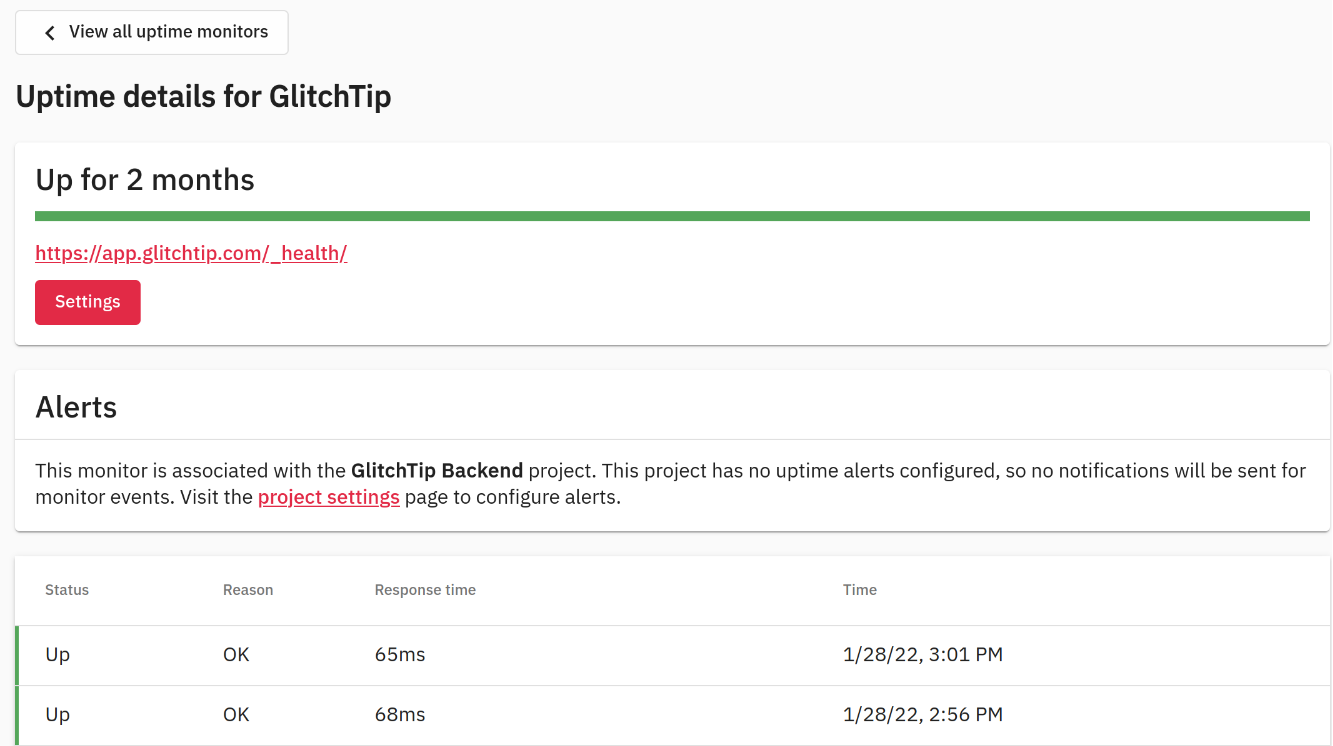 View all uptime monitors
Uptime details for GlitchTip
Up for 2 months
https://app.glitchtip.com/_health/
Settings
Alerts
This monitor is associated with the GlitchTip Backend project. This project has no uptime alerts configured, so no notifications will be sent for
monitor events. Visit the project settings page to configure alerts.
Status Reason Response time Time
Up OK 65ms 1/28/22, 3:01 PM
Up OK 68ms 1/28/22, 2:56 PM